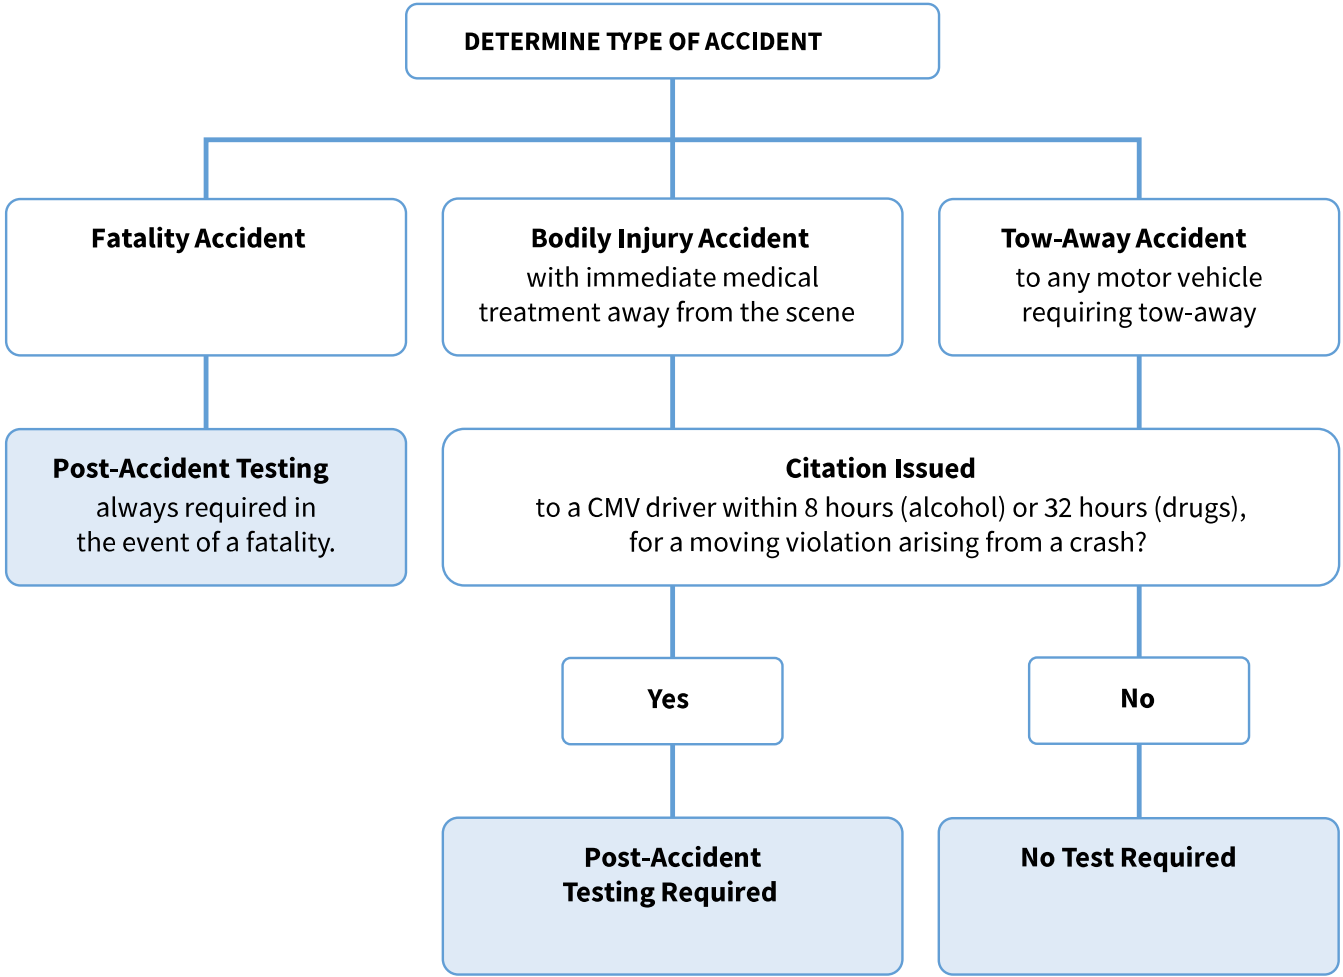 DETERMINE TYPE OF ACCIDENT
Fatality Accident
Bodily Injury Accident
with immediate medical
treatment away from the scene
Tow-Away Accident
to any motor vehicle
requiring tow-away
Post-Accident Testing
always required in
the event of a fatality.
Citation Issued
to a CMV driver within 8 hours (alcohol) or 32 hours (drugs),
for a moving violation arising from a crash?
Yes
No
Post-Accident
Testing Required
No Test Required